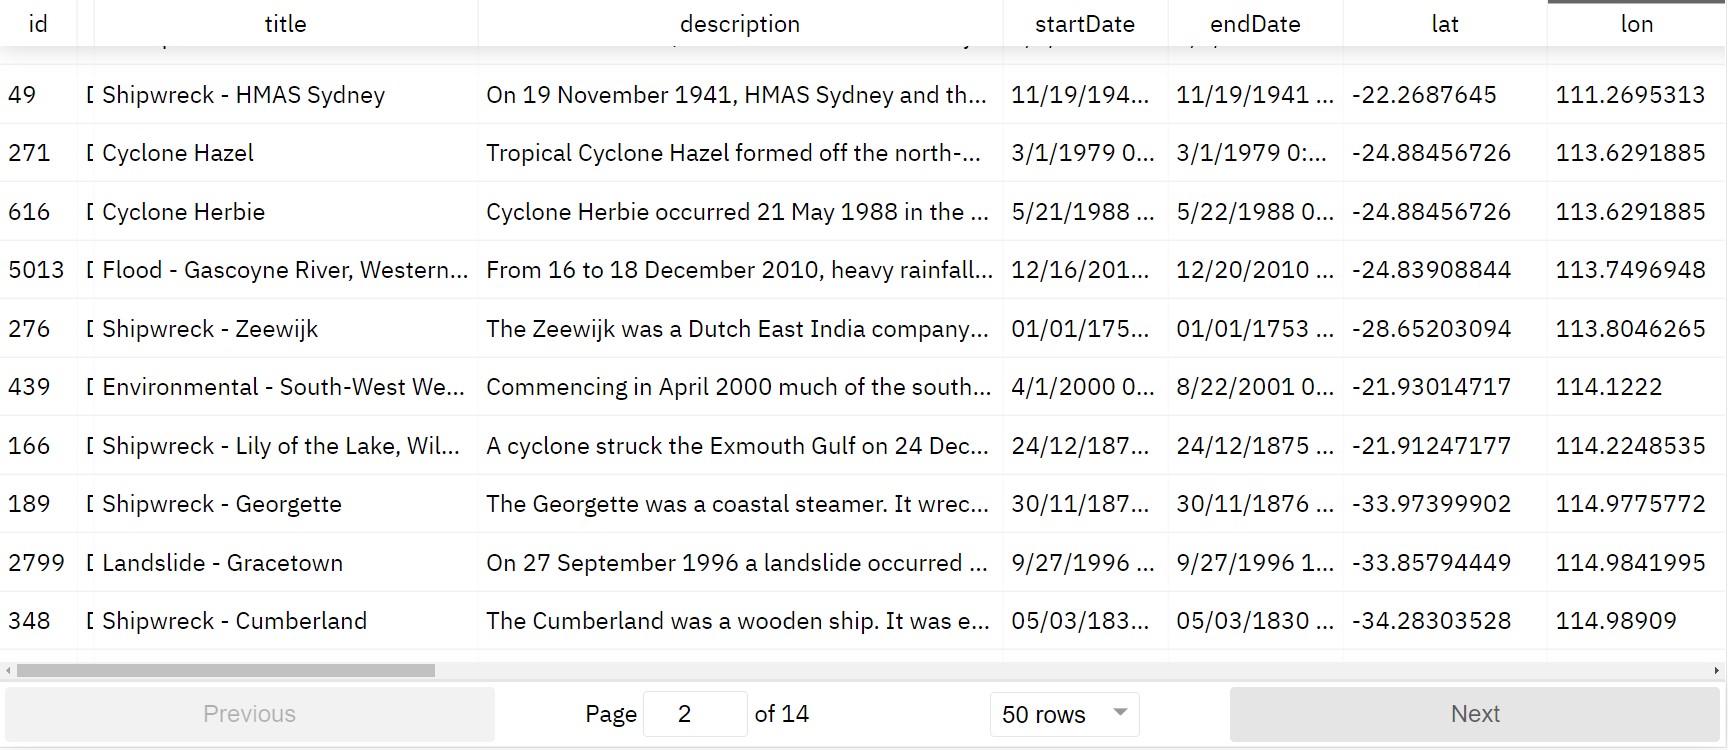 id title description startDate endDate lat lon
49 Shipwreck - HMAS Sydney On 19 November 1941, HMAS Sydney and th... 11/19/194... 11/19/1941 ... -22.2687645 111.2695313
271 Cyclone Hazel Tropical Cyclone Hazel formed off the north-... 3/1/1979 0... 3/1/1979 0:... -24.88456726 113.6291885
616 Cyclone Herbie Cyclone Herbie occurred 21 May 1988 in the ... 5/21/1988 ... 5/22/1988 0... -24.88456726 113.6291885
5013 Flood - Gascoyne River, Western... From 16 to 18 December 2010, heavy rainfall... 12/16/201... 12/20/2010 ... -24.83908844 113.7496948
276 Shipwreck - Zeewijk The Zeewijk was a Dutch East India company... 01/01/175... 01/01/1753 ... -28.65203094 113.8046265
439 Environmental - South-West We... Commencing in April 2000 much of the south... 4/1/2000 0... 8/22/2001 0... -21.93014717 114.1222
166 Shipwreck - Lily of the Lake, Wil... A cyclone struck the Exmouth Gulf on 24 Dec... 24/12/187... 24/12/1875 ... -21.91247177 114.2248535
189 Shipwreck - Georgette The Georgette was a coastal steamer. It wrec... 30/11/187... 30/11/1876 ... -33.97399902 114.9775772
2799 Landslide - Gracetown On 27 September 1996 a landslide occurred ... 9/27/1996 ... 9/27/1996 1... -33.85794449 114.9841995
348 Shipwreck - Cumberland The Cumberland was a wooden ship. It was e... 05/03/183... 05/03/1830 ... -34.28303528 114.98909
Previous Page 2 of 14 50 rows Next